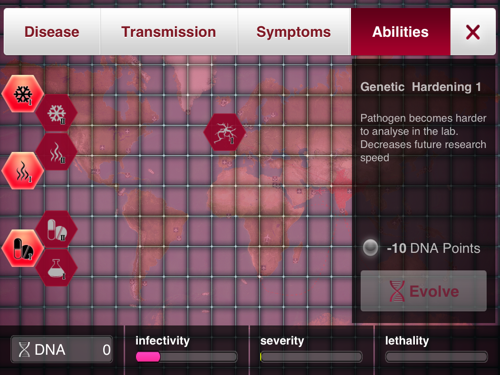 Disease
Transmission
Symptoms
Abilities
X
Genetic Hardening 1
Pathogen becomes harder
to analyse in the lab.
Decreases future research
speed
-10 DNA Points
Evolve
DNA 0
infectivity
severity
lethality